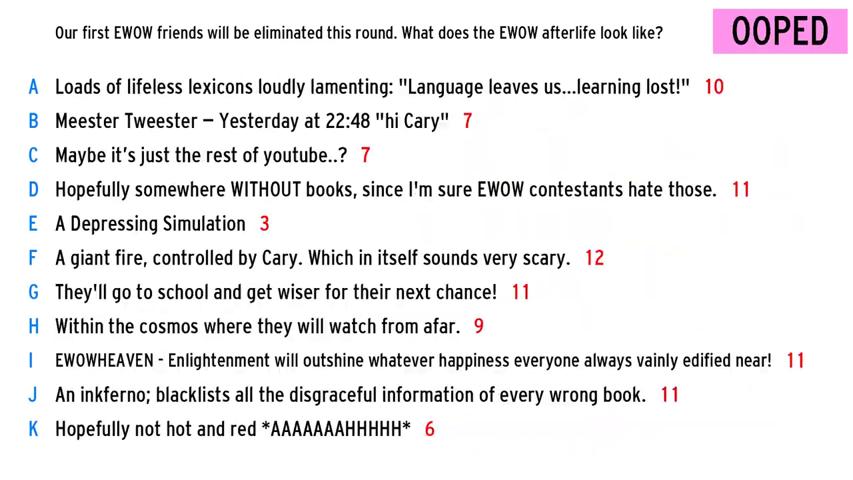 Our first EWOW friends will be eliminated this round. What does the EWOW afterlife look like?
OOPED
A Loads of lifeless lexicons loudly lamenting: "Language leaves us...learning lost!" 10
B Meester Tweester – Yesterday at 22:48 "hi Cary" 7
C Maybe it's just the rest of youtube..? 7
D Hopefully somewhere WITHOUT books, since I'm sure EWOW contestants hate those. 11
E A Depressing Simulation 3
F A giant fire, controlled by Cary. Which in itself sounds very scary. 12
G They'll go to school and get wiser for their next chance! 11
H Within the cosmos where they will watch from afar. 9
I EWOWHEAVEN - Enlightenment will outshine whatever happiness everyone always vainly edified near! 11
J An inkferno; blacklists all the disgraceful information of every wrong book. 11
K Hopefully not hot and red *AAAAAAAHHHHH* 6